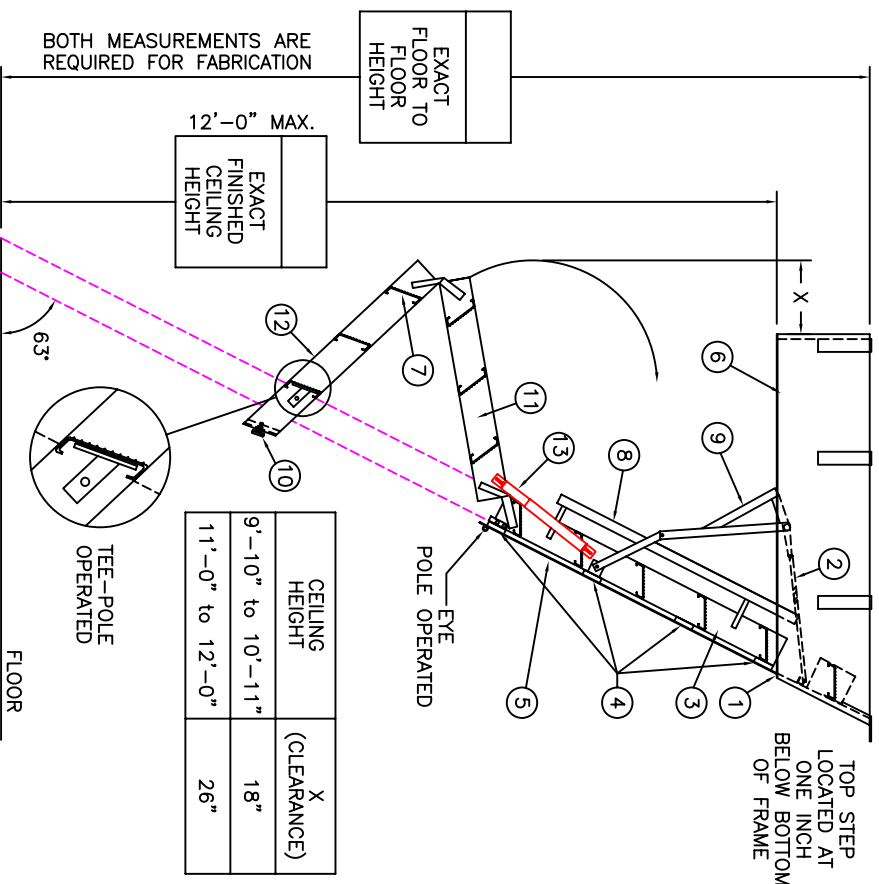 BOTH MEASUREMENTS ARE
REQUIRED FOR FABRICATION
EXACT
FLOOR TO
FLOOR
HEIGHT
12'-0" MAX.
EXACT
FINISHED
CEILING
HEIGHT
X
6
9
8
13
11
7
12
10
2
1
3
4
5
63°
TOP STEP
LOCATED AT
ONE INCH
BELOW BOTTOM
OF FRAME
EYE
POLE OPERATED
TEE-POLE
OPERATED
CEILING
HEIGHT
X
(CLEARANCE)
9'-10" to 10'-11"
18"
11'-0" to 12'-0"
26"
FLOOR